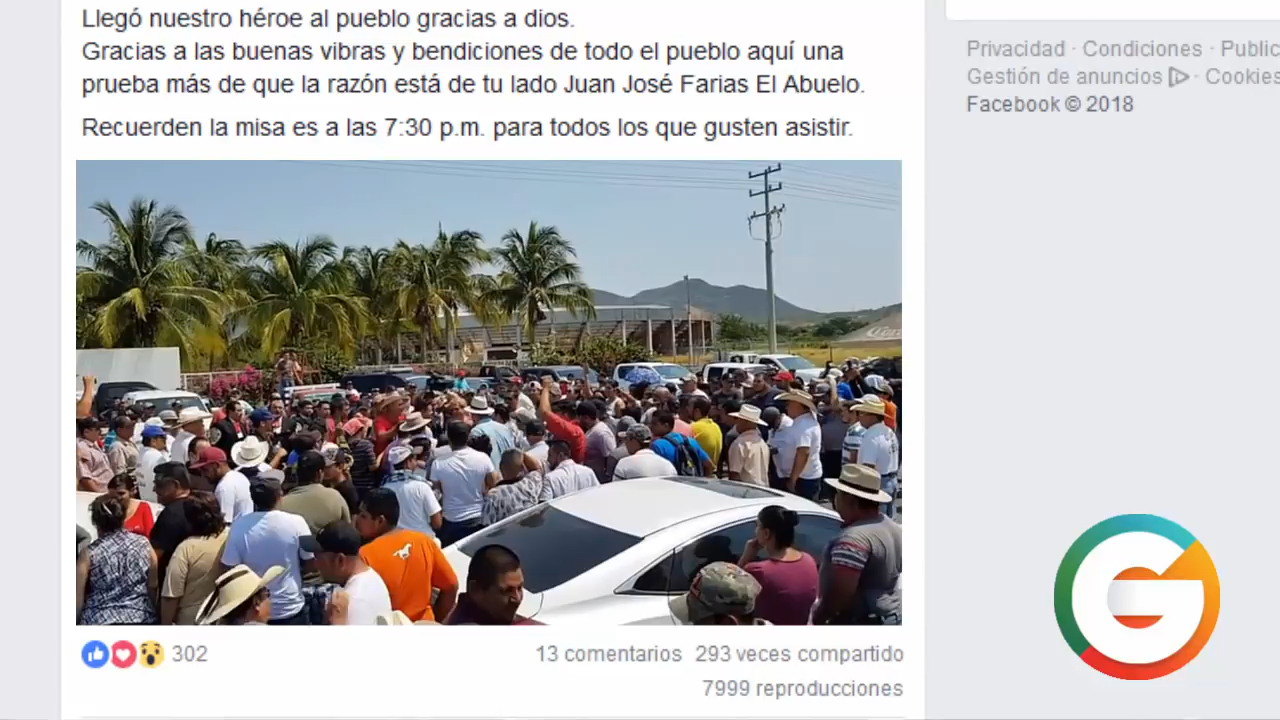 Llegó nuestro héroe al pueblo gracias a dios.
Gracias a las buenas vibras y bendiciones de todo el pueblo aquí una
prueba más de que la razón está de tu lado Juan José Farias El Abuelo.
Recuerden la misa es a las 7:30 p.m. para todos los que gusten asistir.
302
13 comentarios 293 veces compartido
7999 reproducciones
Privacidad · Condiciones · Public
Gestión de anuncios · Cookies
Facebook © 2018
G